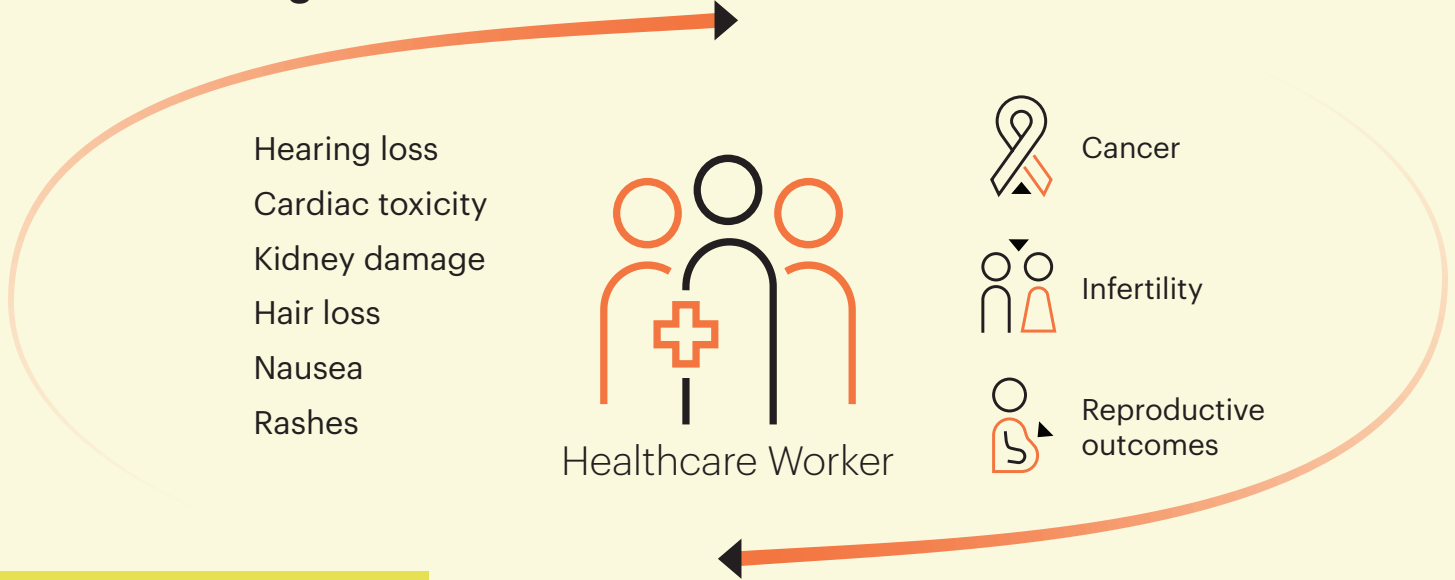 Hearing loss
Cardiac toxicity
Kidney damage
Hair loss
Nausea
Rashes
Healthcare Worker
Cancer
Infertility
Reproductive
outcomes